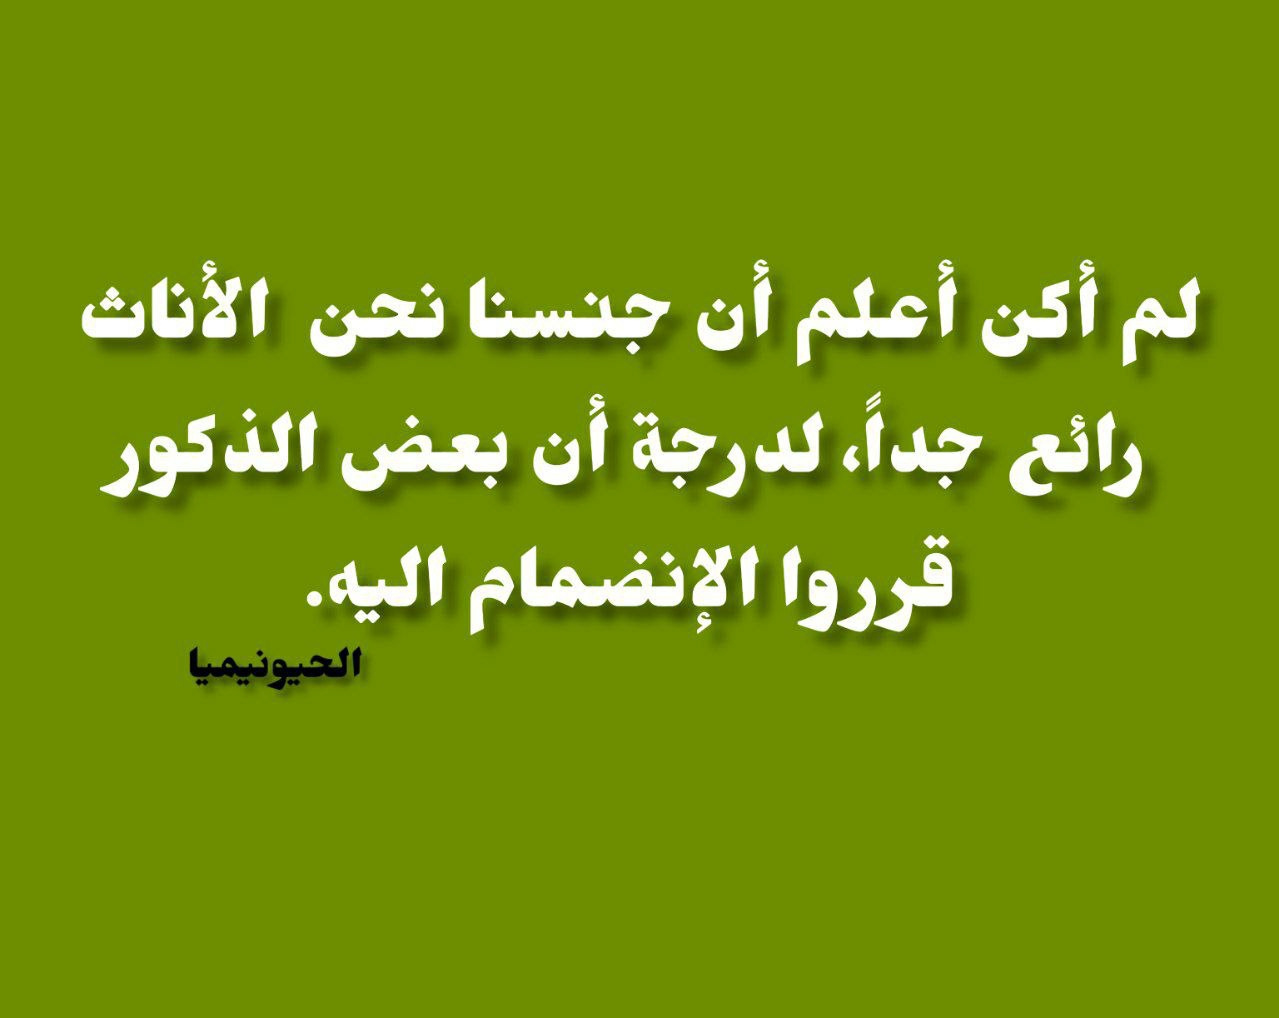 لم أكن أعلم أن جنسنا نحن الأناث
رائع جداً، لدرجة أن بعض الذكور
قرروا الإنضمام اليه.
الحيونيميا